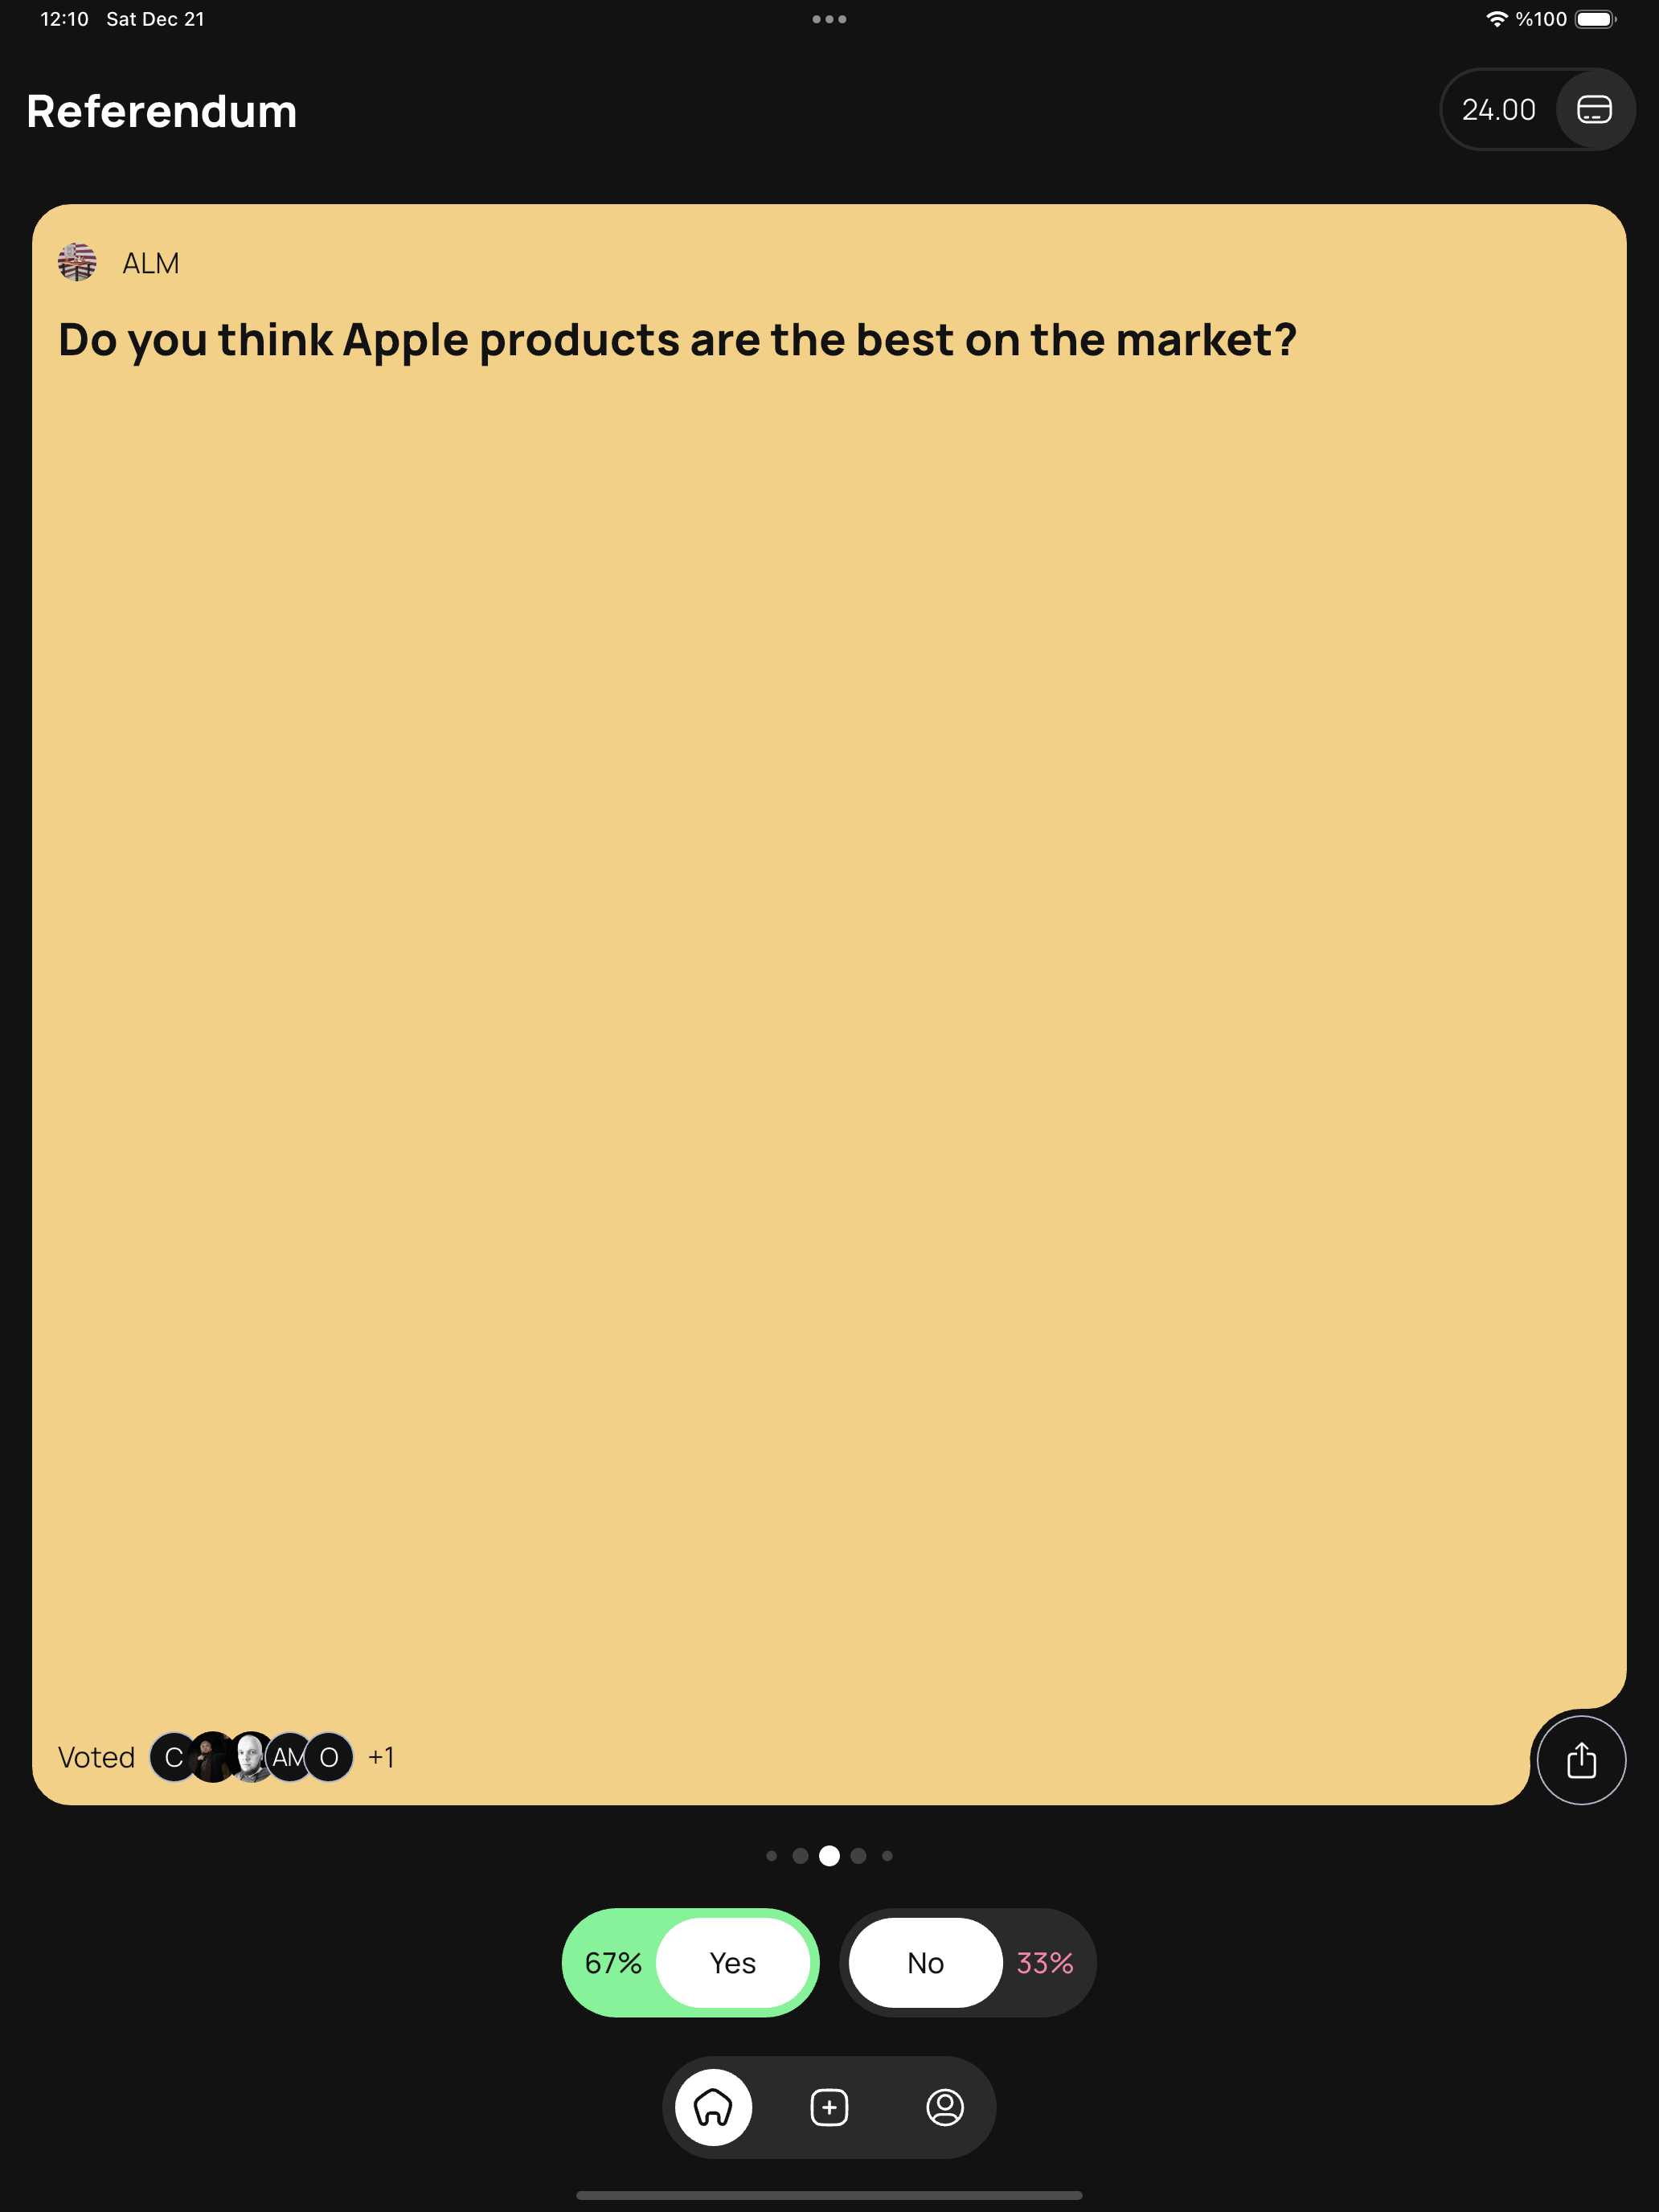 12:10 Sat Dec 21
%100
Referendum
24.00
ALM
Do you think Apple products are the best on the market?
Voted C AM O +1
67% Yes No 33%